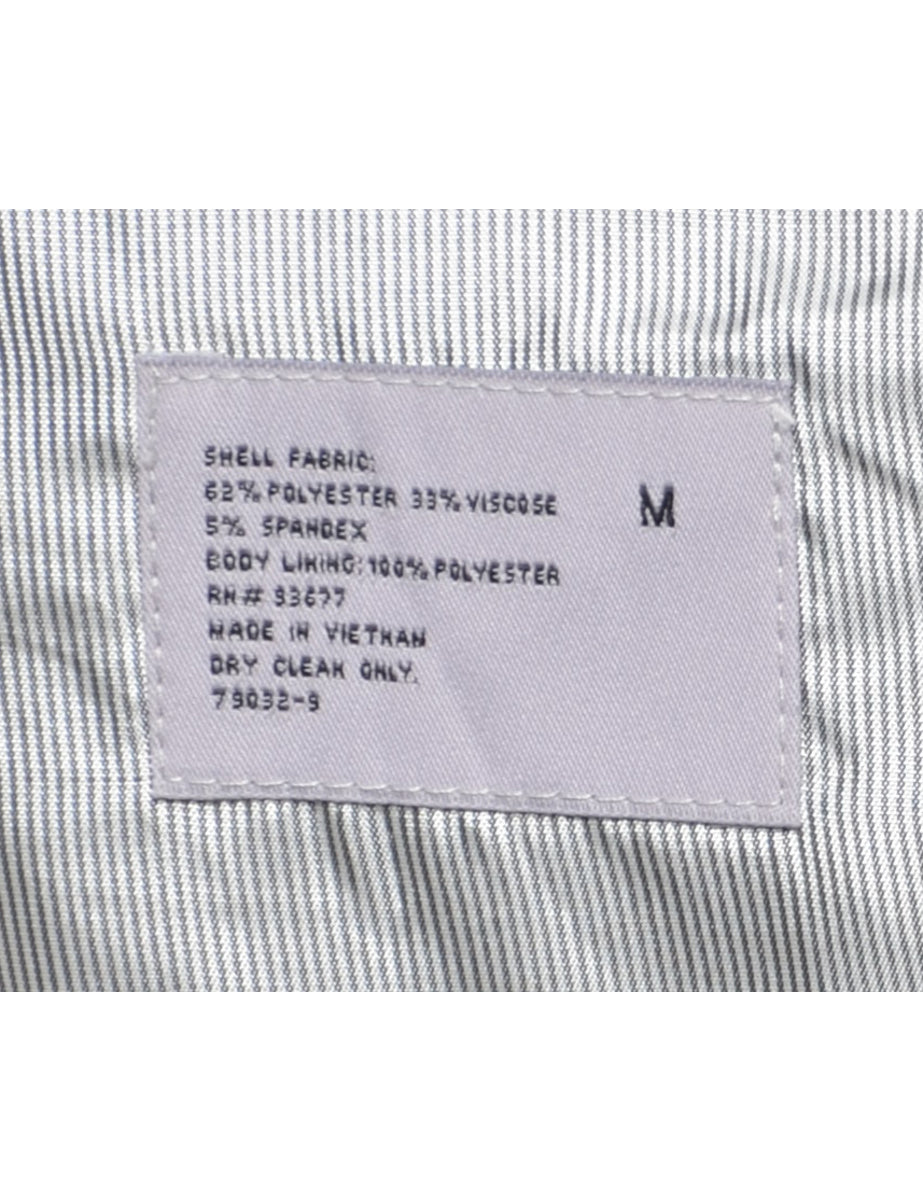 SHELL FABRIC:
62% POLYESTER 33% VISCOSE
5% SPANDEX
M
BODY LINING: 100% POLYESTER
RN# 93677
MADE IN VIETNAM
DRY CLEAN ONLY.
79032-9